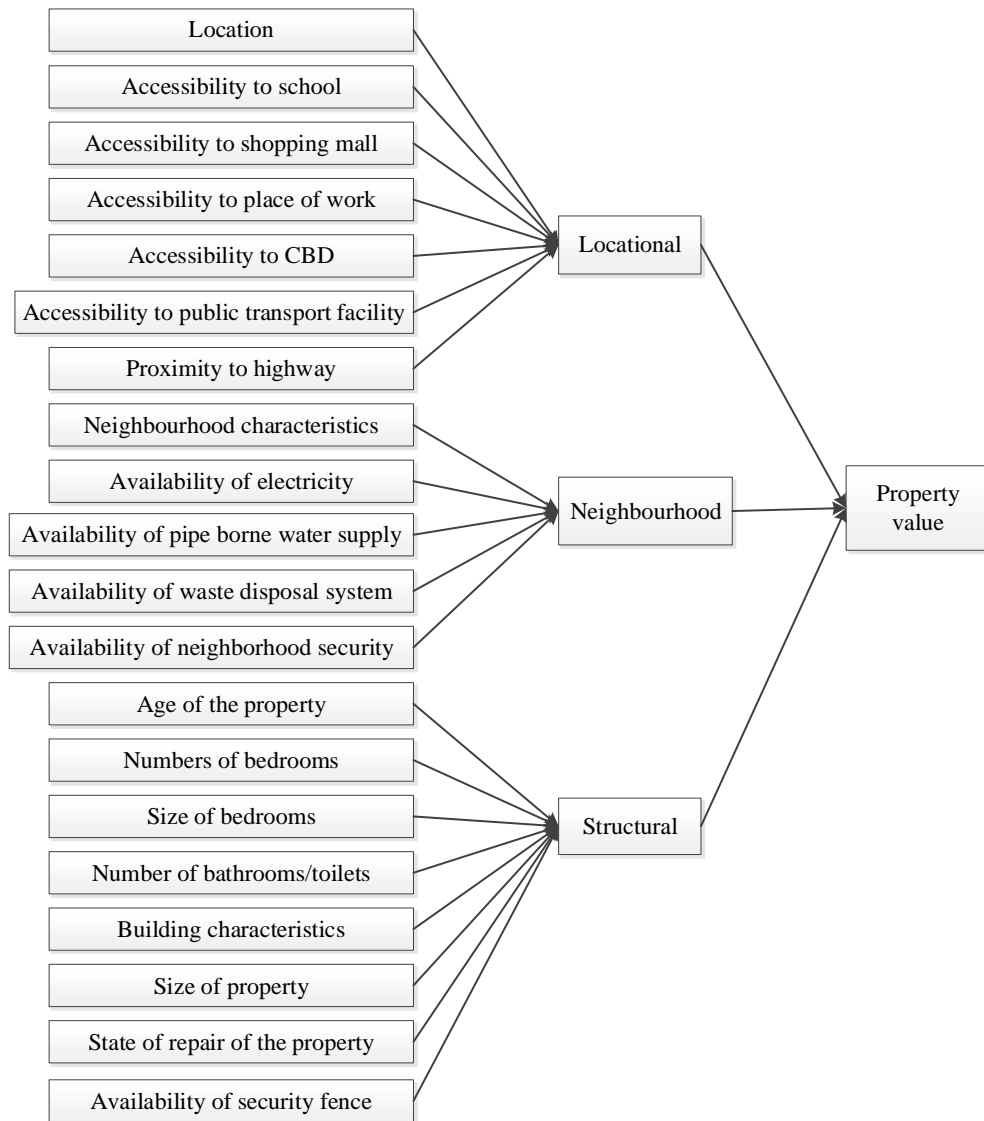 Location
Accessibility to school
Accessibility to shopping mall
Accessibility to place of work
Accessibility to CBD
Accessibility to public transport facility
Proximity to highway
Neighbourhood characteristics
Availability of electricity
Availability of pipe borne water supply
Availability of waste disposal system
Availability of neighborhood security
Age of the property
Numbers of bedrooms
Size of bedrooms
Number of bathrooms/toilets
Building characteristics
Size of property
State of repair of the property
Availability of security fence
Locational
Neighbourhood
Structural
Property
value